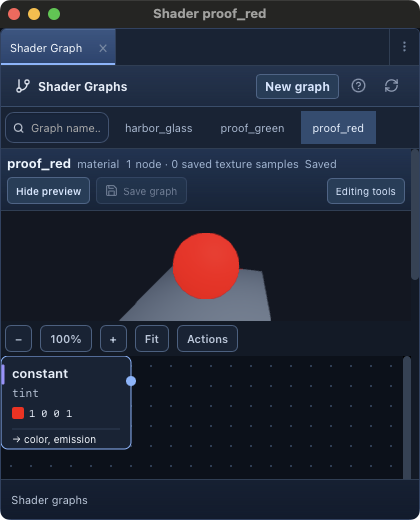 Shader proof_red
Shader Graph ×
Shader Graphs New graph
Graph name.. harbor_glass proof_green proof_red
proof_red material 1 node · 0 saved texture samples Saved
Hide preview Save graph Editing tools
− 100% + Fit Actions
constant
tint
1 0 0 1
→ color, emission
Shader graphs